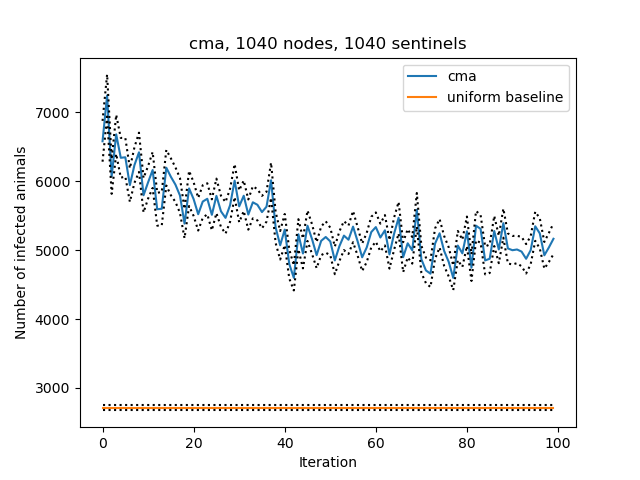 cma, 1040 nodes, 1040 sentinels
cma
uniform baseline
7000
6000
5000
4000
3000
Number of infected animals
0 20 40 60 80 100
Iteration